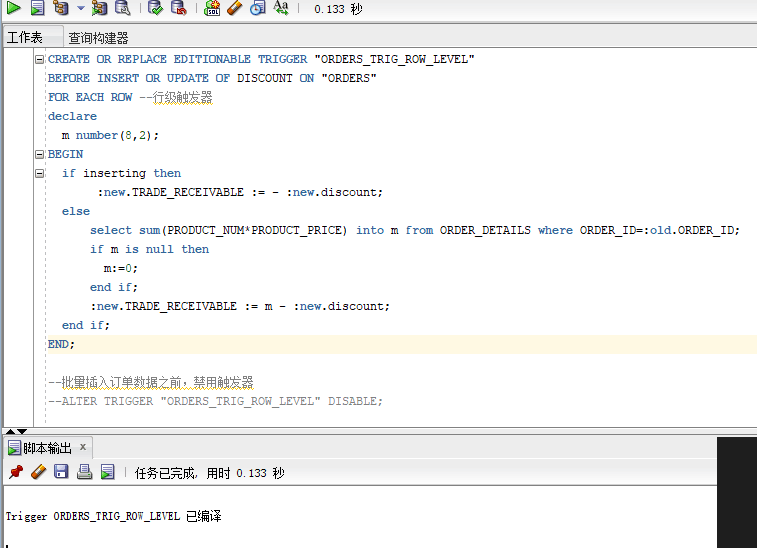 0.133 秒
工作表 查询构建器
CREATE OR REPLACE EDITIONABLE TRIGGER "ORDERS_TRIG_ROW_LEVEL"
BEFORE INSERT OR UPDATE OF DISCOUNT ON "ORDERS"
FOR EACH ROW --行级触发器
declare
m number(8,2);
BEGIN
if inserting then
:new.TRADE_RECEIVABLE := - :new.discount;
else
select sum(PRODUCT_NUM*PRODUCT_PRICE) into m from ORDER_DETAILS where ORDER_ID=:old.ORDER_ID;
if m is null then
m:=0;
end if;
:new.TRADE_RECEIVABLE := m - :new.discount;
end if;
END;
--批量插入订单数据之前，禁用触发器
--ALTER TRIGGER "ORDERS_TRIG_ROW_LEVEL" DISABLE;
脚本输出 x
任务已完成, 用时 0.133 秒
Trigger ORDERS_TRIG_ROW_LEVEL 已编译